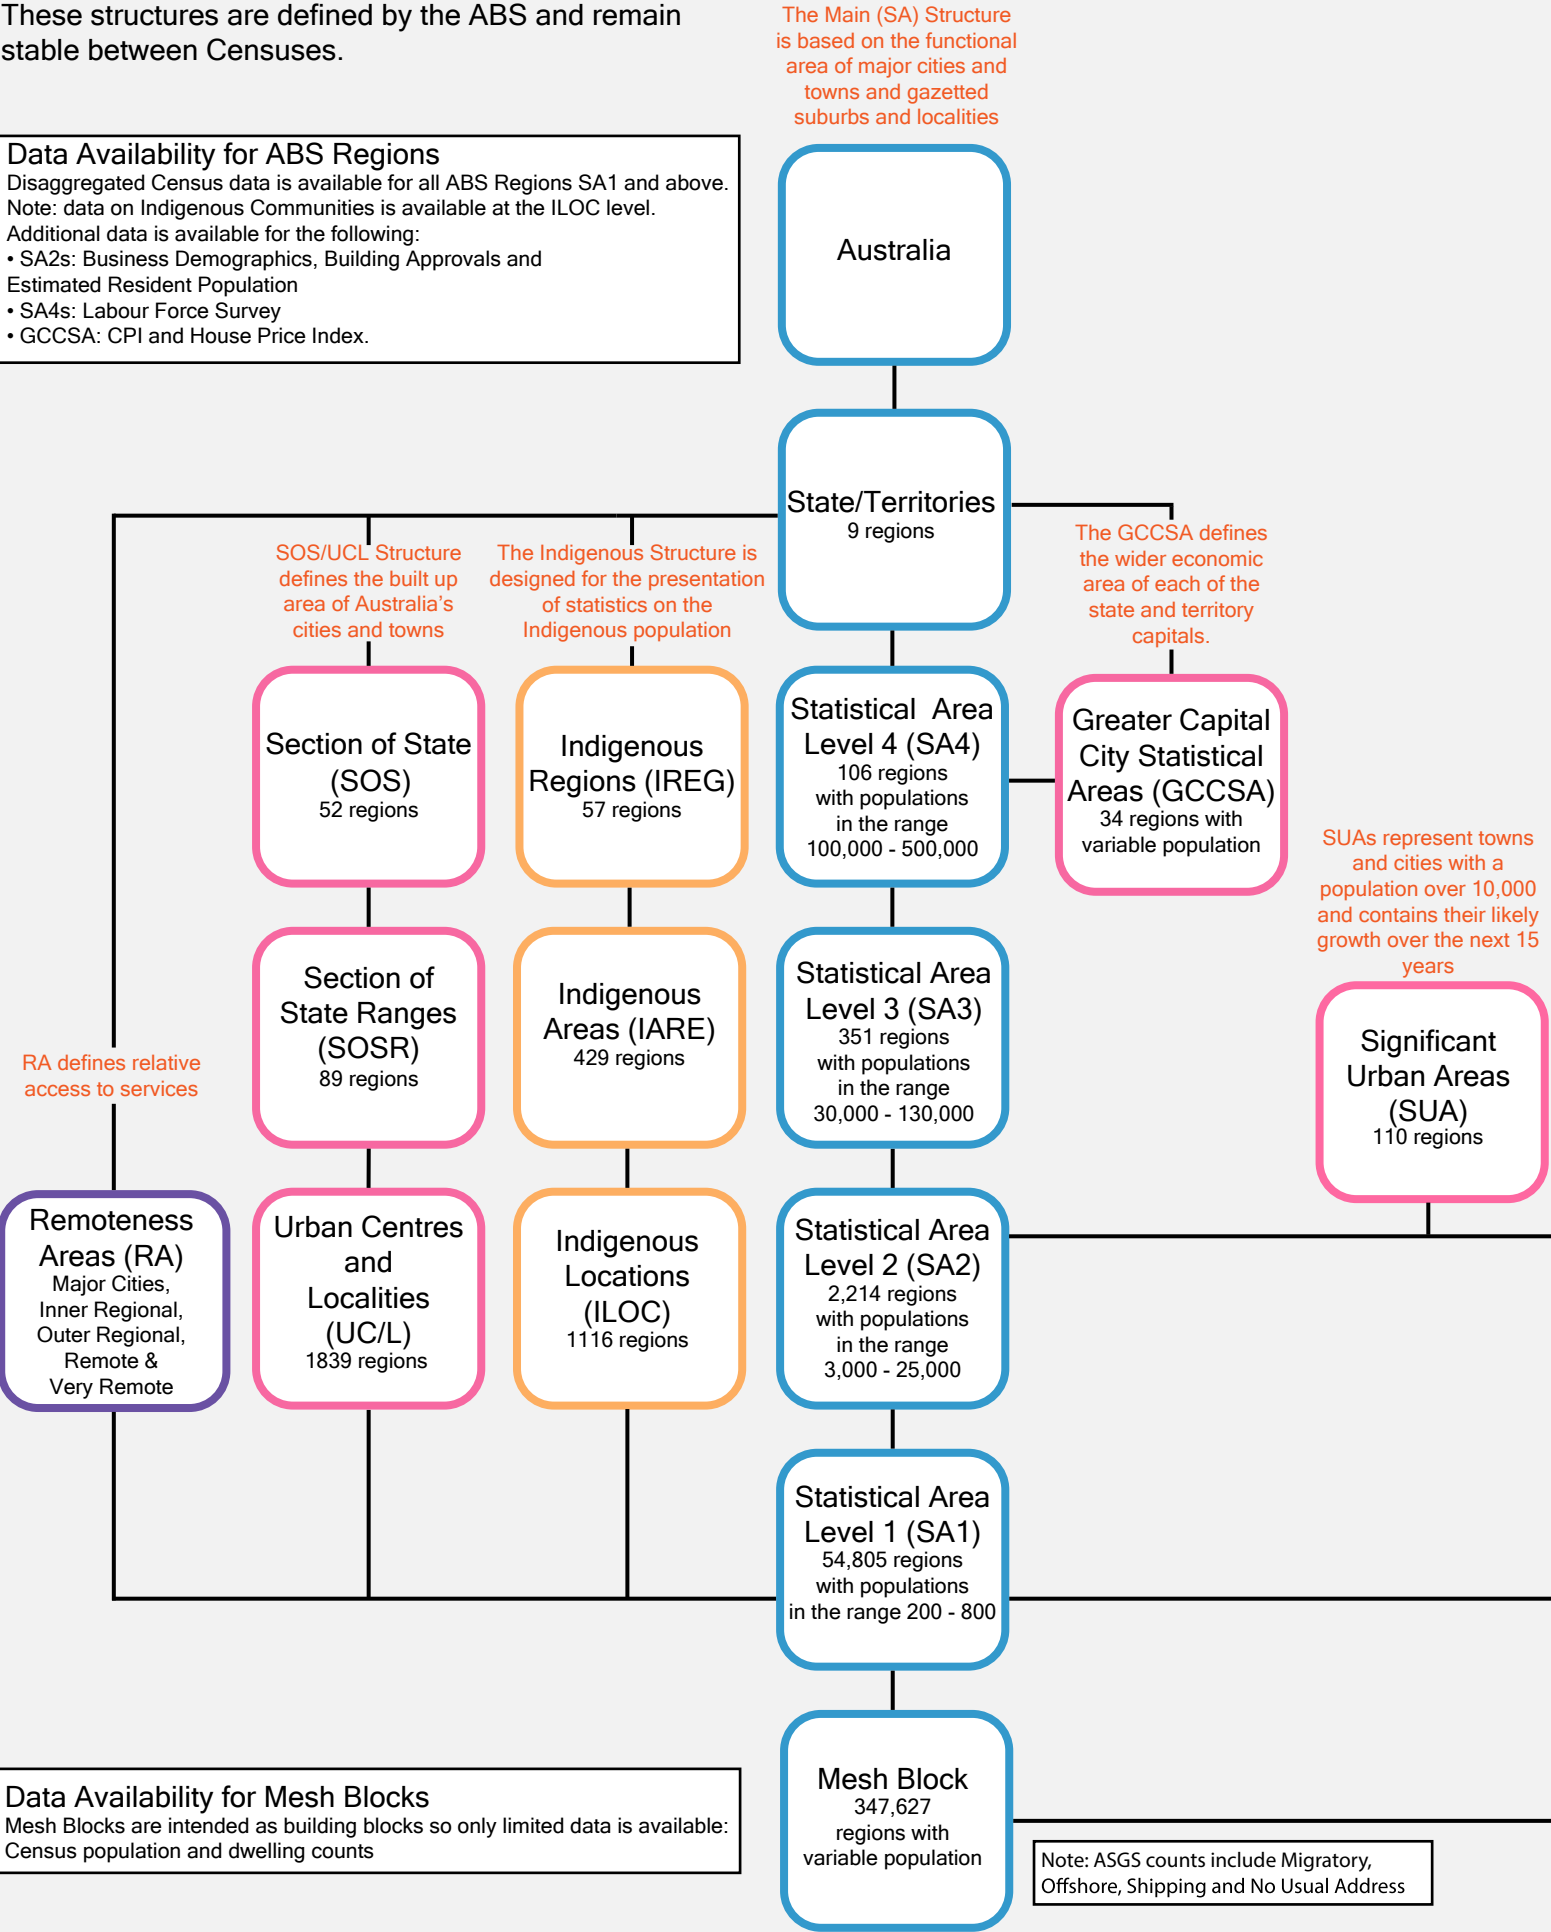 These structures are defined by the ABS and remain
stable between Censuses.
The Main (SA) Structure
is based on the functional
area of major cities and
towns and gazetted
suburbs and localities
Data Availability for ABS Regions
Disaggregated Census data is available for all ABS Regions SA1 and above.
Note: data on Indigenous Communities is available at the ILOC level.
Additional data is available for the following:
• SA2s: Business Demographics, Building Approvals and
Estimated Resident Population
• SA4s: Labour Force Survey
• GCCSA: CPI and House Price Index.
Australia
State/Territories
9 regions
SOS/UCL Structure
defines the built up
area of Australia's
cities and towns
The Indigenous Structure is
designed for the presentation
of statistics on the
Indigenous population
The GCCSA defines
the wider economic
area of each of the
state and territory
capitals.
Section of State
(SOS)
52 regions
Indigenous
Regions (IREG)
57 regions
Statistical Area
Level 4 (SA4)
106 regions
with populations
in the range
100,000 - 500,000
Greater Capital
City Statistical
Areas (GCCSA)
34 regions with
variable population
SUAs represent towns
and cities with a
population over 10,000
and contains their likely
growth over the next 15
years
Section of
State Ranges
(SOSR)
89 regions
Indigenous
Areas (IARE)
429 regions
Statistical Area
Level 3 (SA3)
351 regions
with populations
in the range
30,000 - 130,000
Significant
Urban Areas
(SUA)
110 regions
RA defines relative
access to services
Remoteness
Areas (RA)
Major Cities,
Inner Regional,
Outer Regional,
Remote &
Very Remote
Urban Centres
and
Localities
(UC/L)
1839 regions
Indigenous
Locations
(ILOC)
1116 regions
Statistical Area
Level 2 (SA2)
2,214 regions
with populations
in the range
3,000 - 25,000
Statistical Area
Level 1 (SA1)
54,805 regions
with populations
in the range 200 - 800
Data Availability for Mesh Blocks
Mesh Blocks are intended as building blocks so only limited data is available:
Census population and dwelling counts
Mesh Block
347,627
regions with
variable population
Note: ASGS counts include Migratory,
Offshore, Shipping and No Usual Address